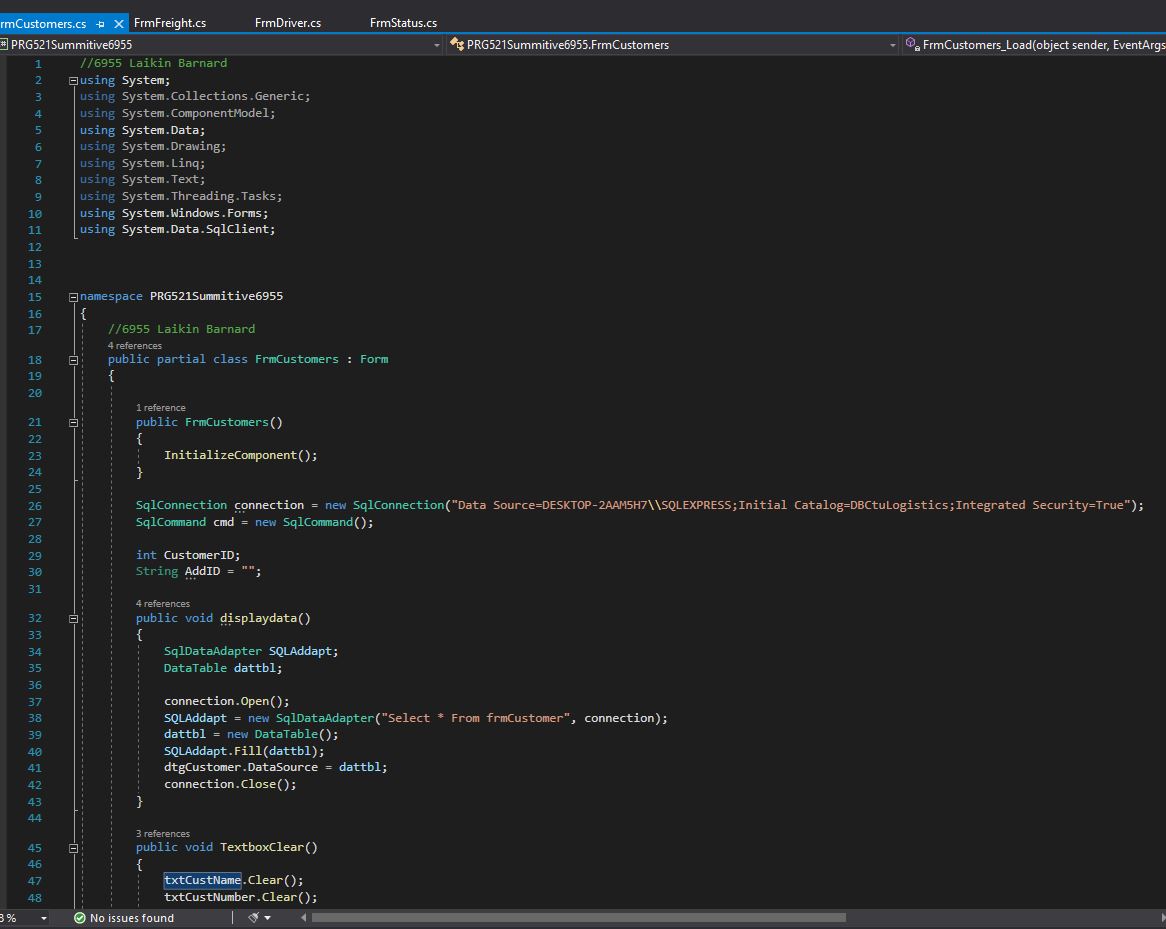 rmCustomers.cs FrmFreight.cs FrmDriver.cs FrmStatus.cs
PRG521Summitive6955 PRG521Summitive6955.FrmCustomers FrmCustomers_Load(object sender, EventArgs
1 //6955 Laikin Barnard
2 using System;
3 using System.Collections.Generic;
4 using System.ComponentModel;
5 using System.Data;
6 using System.Drawing;
7 using System.Linq;
8 using System.Text;
9 using System.Threading.Tasks;
10 using System.Windows.Forms;
11 using System.Data.SqlClient;
12
13
14
15 namespace PRG521Summitive6955
16 {
17 //6955 Laikin Barnard
4 references
18 public partial class FrmCustomers : Form
19 {
20
1 reference
21 public FrmCustomers()
22 {
23 InitializeComponent();
24 }
25
26 SqlConnection connection = new SqlConnection("Data Source=DESKTOP-2AAM5H7\\SQLEXPRESS;Initial Catalog=DBCtuLogistics;Integrated Security=True");
27 SqlCommand cmd = new SqlCommand();
28
29 int CustomerID;
30 String AddID = "";
31
4 references
32 public void displaydata()
33 {
34 SqlDataAdapter SQLAddapt;
35 DataTable dattbl;
36
37 connection.Open();
38 SQLAddapt = new SqlDataAdapter("Select * From frmCustomer", connection);
39 dattbl = new DataTable();
40 SQLAddapt.Fill(dattbl);
41 dtgCustomer.DataSource = dattbl;
42 connection.Close();
43 }
44
3 references
45 public void TextboxClear()
46 {
47 txtCustName.Clear();
48 txtCustNumber.Clear();
% No issues found